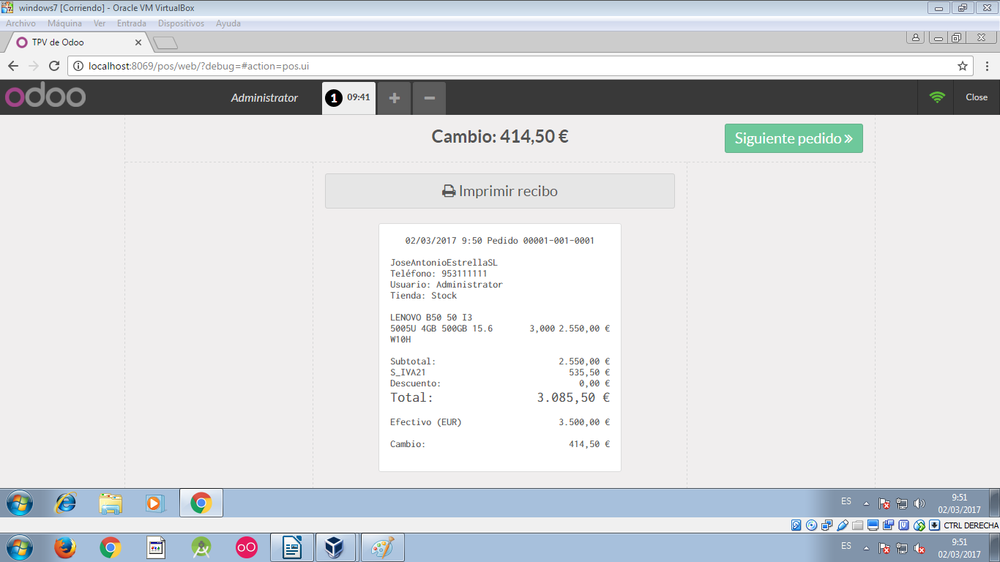 windows7 [Corriendo] - Oracle VM VirtualBox
Archivo Máquina Ver Entrada Dispositivos Ayuda
TPV de Odoo
localhost:8069/pos/web/?debug=#action=pos.ui
odoo Administrator 1 09:41 Close
Cambio: 414,50 € Siguiente pedido
Imprimir recibo
02/03/2017 9:50 Pedido 00001-001-0001
JoseAntonioEstrellaSL
Teléfono: 953111111
Usuario: Administrator
Tienda: Stock
LENOVO B50 50 I3
5005U 4GB 500GB 15.6 3,000 2.550,00 €
W10H
Subtotal: 2.550,00 €
S_IVA21 535,50 €
Descuento: 0,00 €
Total: 3.085,50 €
Efectivo (EUR) 3.500,00 €
Cambio: 414,50 €
ES 9:51
02/03/2017
CTRL DERECHA
ES 9:51
02/03/2017